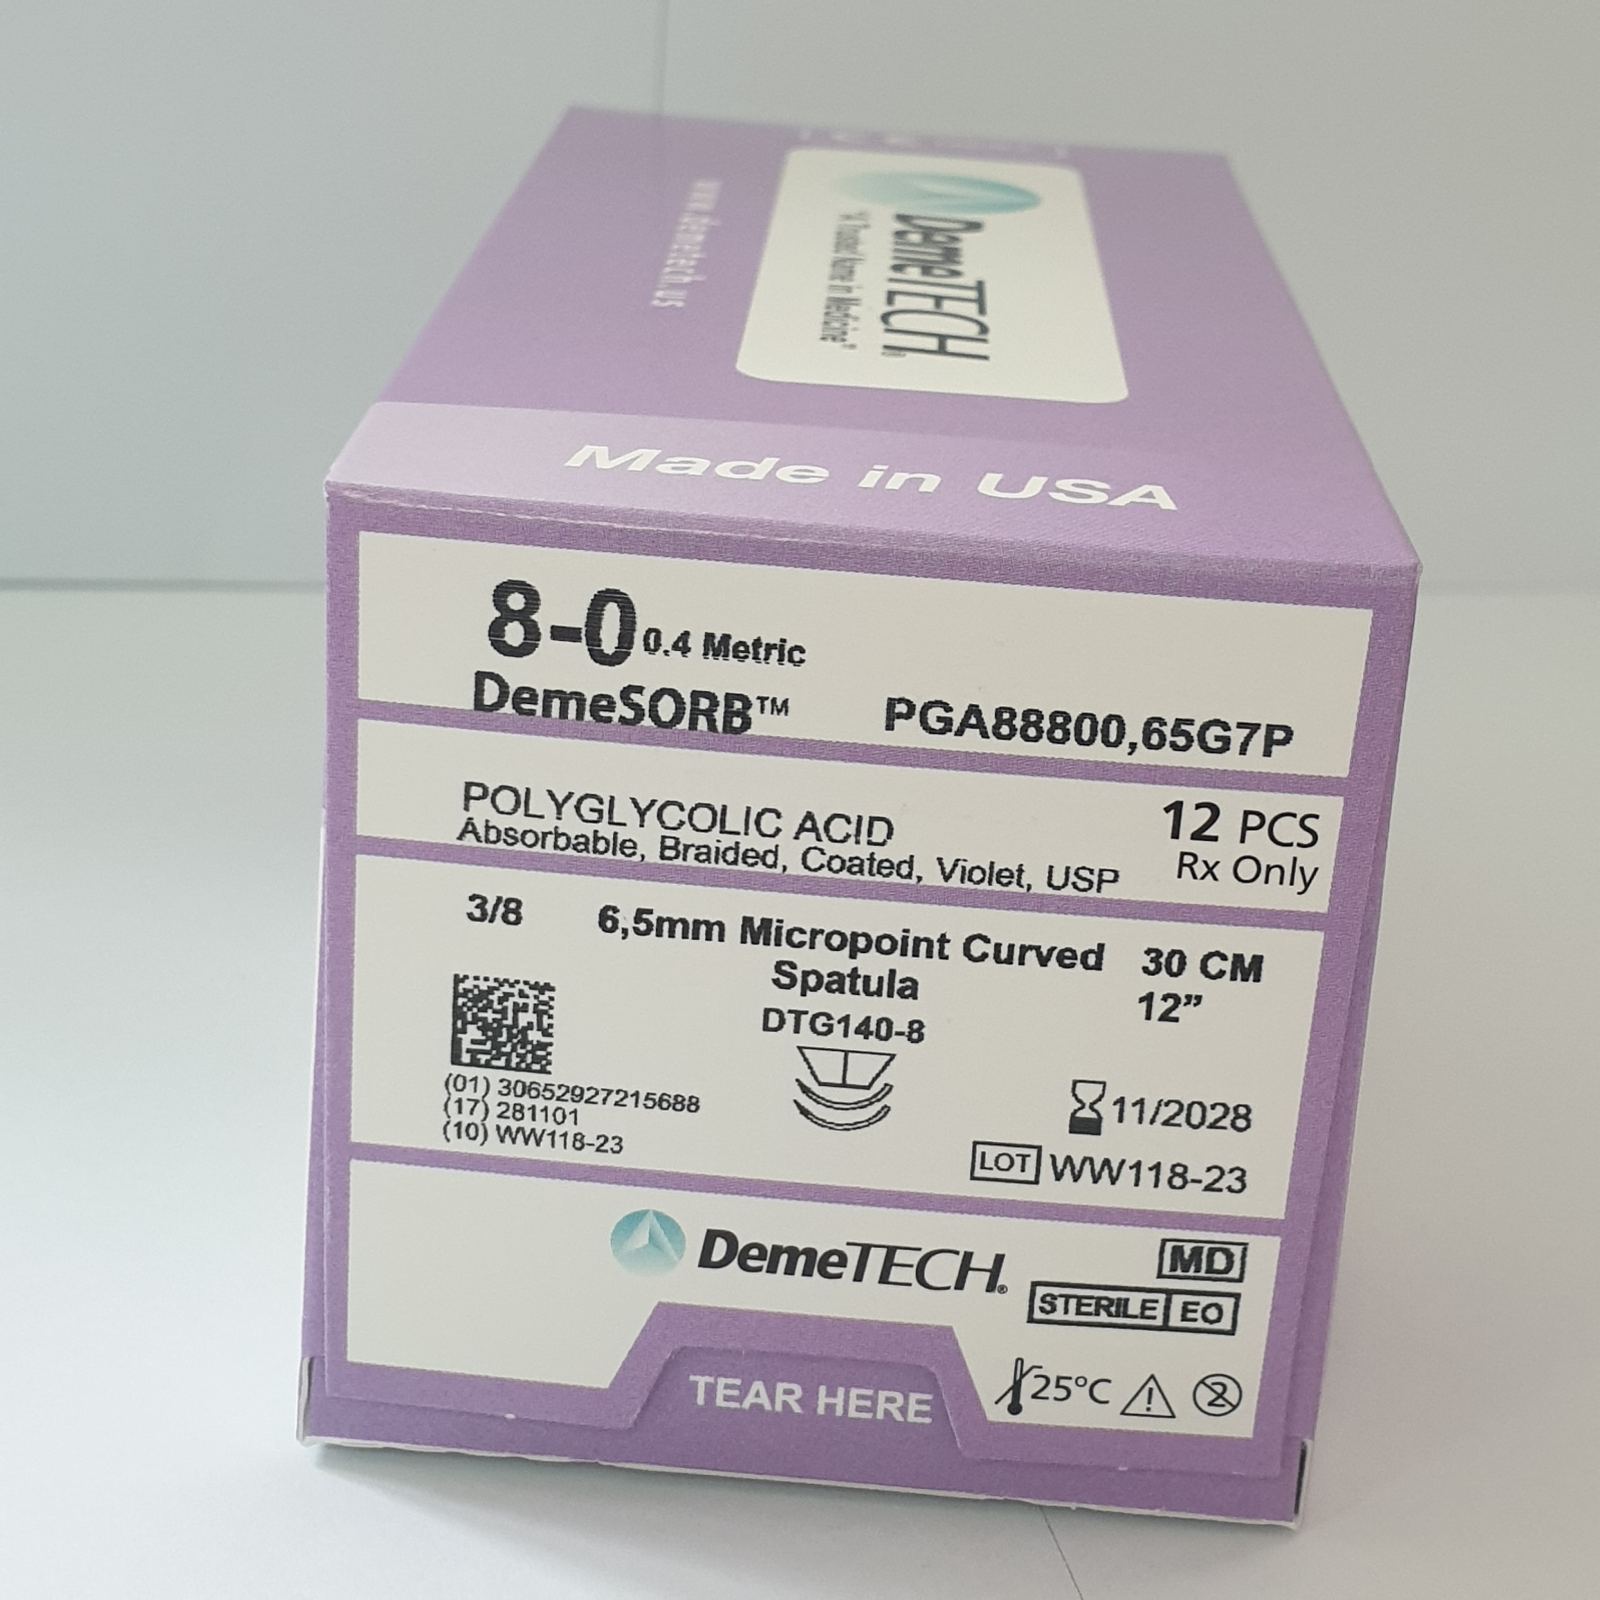 www.demetech.us
DemeTECH®
"A Trusted Name in Medicine"
Made in USA
8-0 0.4 Metric
DemeSORB™ PGA88800,65G7P
POLYGLYCOLIC ACID 12 PCS
Absorbable, Braided, Coated, Violet, USP Rx Only
3/8 6,5mm Micropoint Curved 30 CM
Spatula 12”
DTG140-8
(01) 30652927215688
(17) 281101
(10) WW118-23
11/2028
LOT WW118-23
DemeTECH®
MD
STERILE EO
25°C ! 2
TEAR HERE